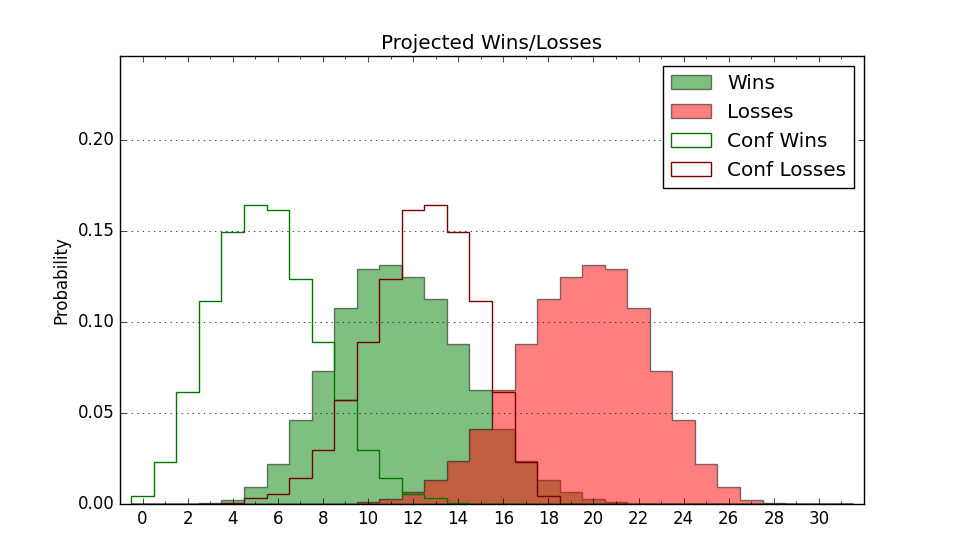 Projected Wins/Losses
Wins
Losses
Conf Wins
Conf Losses
Probability
0.20
0.15
0.10
0.05
0.00
0 2 4 6 8 10 12 14 16 18 20 22 24 26 28 30